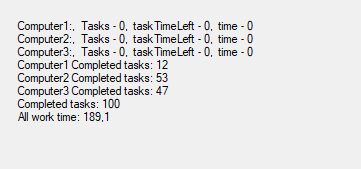 Computer1:,  Tasks - 0,  taskTimeLeft - 0,  time - 0
Computer2:,  Tasks - 0,  taskTimeLeft - 0,  time - 0
Computer3:,  Tasks - 0,  taskTimeLeft - 0,  time - 0
Computer1 Completed tasks: 12
Computer2 Completed tasks: 53
Computer3 Completed tasks: 47
Completed tasks: 100
All work time: 189,1